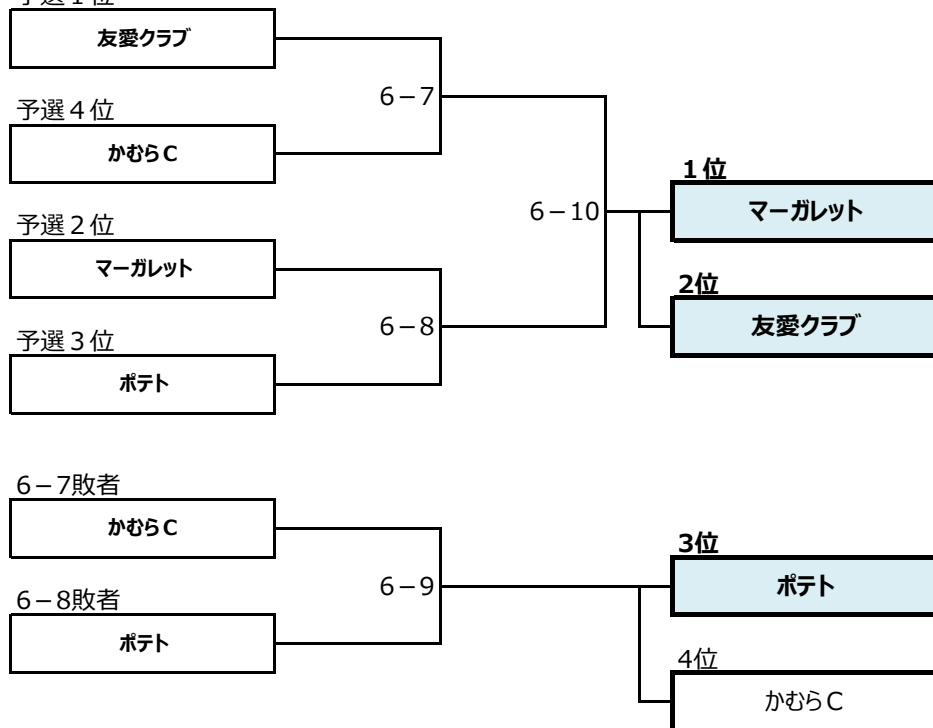 予選１位
友愛クラブ
6－7
予選４位
かむらＣ
1位
6－10
マーガレット
予選２位
マーガレット
2位
6－8
友愛クラブ
予選３位
ポテト
6－7敗者
かむらＣ
3位
6－9
ポテト
6－8敗者
ポテト
4位
かむらＣ